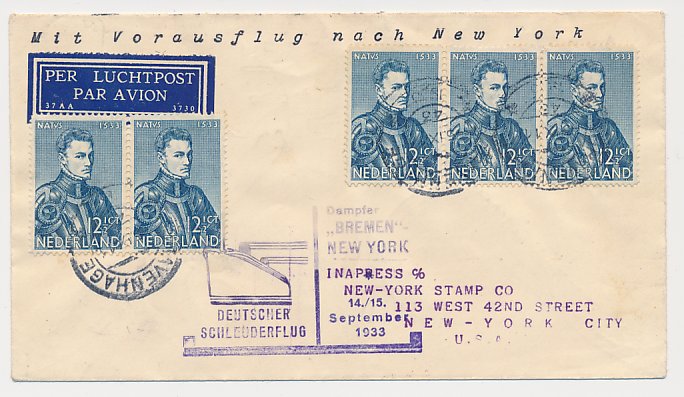 Mit Vorausflug nach New York
PER LUCHTPOST
PAR AVION
37AA 3730
NATVS 1533
NATVS 1533
NATVS 1533
12½ CT
12½ CT
12½ CT
NEDERLAND
NEDERLAND
NEDERLAND
NATVS 1533
NATVS 1533
12½ CT
12½ CT
NEDERLAND
NEDERLAND
VENHAGE
Dampfer
„BREMEN"-
NEW YORK
14./15.
September
1933
DEUTSCHER
SCHLEUDERFLUG
INAPRESS %
NEW-YORK STAMP CO
113 WEST 42ND STREET
NEW-YORK CITY
U.S.A.